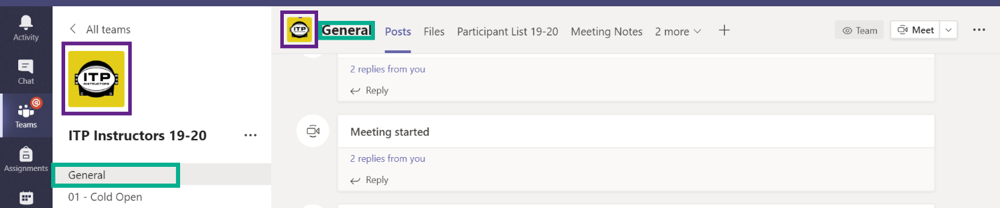 Activity
Chat
Teams
Assignments
All teams
ITP
INSTRUCTORS
ITP Instructors 19-20
General
01 - Cold Open
ITP
General
Posts
Files
Participant List 19-20
Meeting Notes
2 more
Team
Meet
2 replies from you
Reply
Meeting started
2 replies from you
Reply